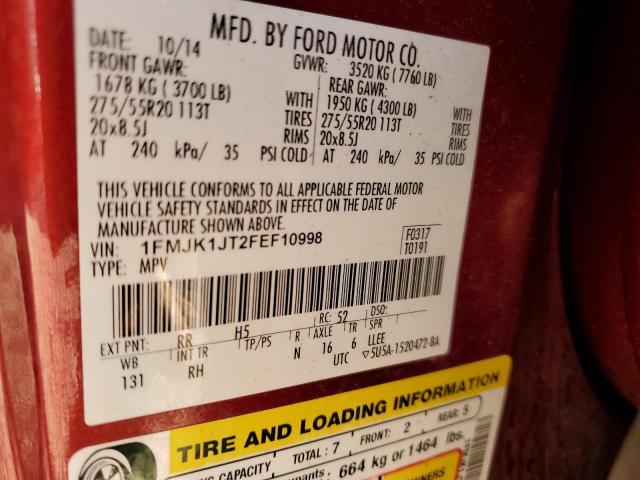 MFD. BY FORD MOTOR CO.
DATE: 10/14
GVWR: 3520 KG ( 7760 LB)
FRONT GAWR:
1678 KG ( 3700 LB)
275/55R20 113T
20x8.5J
AT 240 kPa/ 35 PSI COLD
WITH
TIRES
RIMS
REAR GAWR:
1950 KG ( 4300 LB)
275/55R20 113T
20x8.5J
AT 240 kPa/ 35 PSI COLD
WITH
TIRES
RIMS
THIS VEHICLE CONFORMS TO ALL APPLICABLE FEDERAL MOTOR
VEHICLE SAFETY STANDARDS IN EFFECT ON THE DATE OF
MANUFACTURE SHOWN ABOVE.
VIN: 1FMJK1JT2FEF10998
TYPE: MPV
F0317
T0191
EXT PNT: RR H5 RC: 52 DSO:
WB INT TR TP/PS R AXLE TR SPR
131 RH N 16 6 LLEE
UTC ▽5U5A-1520472-BA
TIRE AND LOADING INFORMATION
NG CAPACITY TOTAL: 7 FRONT: 2 REAR: 5
pants. 664 kg or 1464 lbs.
OWNERS